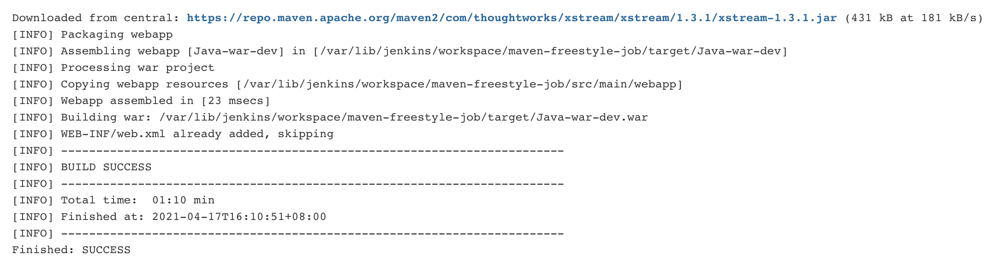 Downloaded from central: https://repo.maven.apache.org/maven2/com/thoughtworks/xstream/xstream/1.3.1/xstream-1.3.1.jar (431 kB at 181 kB/s)
[INFO] Packaging webapp
[INFO] Assembling webapp [Java-war-dev] in [/var/lib/jenkins/workspace/maven-freestyle-job/target/Java-war-dev]
[INFO] Processing war project
[INFO] Copying webapp resources [/var/lib/jenkins/workspace/maven-freestyle-job/src/main/webapp]
[INFO] Webapp assembled in [23 msecs]
[INFO] Building war: /var/lib/jenkins/workspace/maven-freestyle-job/target/Java-war-dev.war
[INFO] WEB-INF/web.xml already added, skipping
[INFO] ------------------------------------------------------------------------
[INFO] BUILD SUCCESS
[INFO] ------------------------------------------------------------------------
[INFO] Total time:  01:10 min
[INFO] Finished at: 2021-04-17T16:10:51+08:00
[INFO] ------------------------------------------------------------------------
Finished: SUCCESS